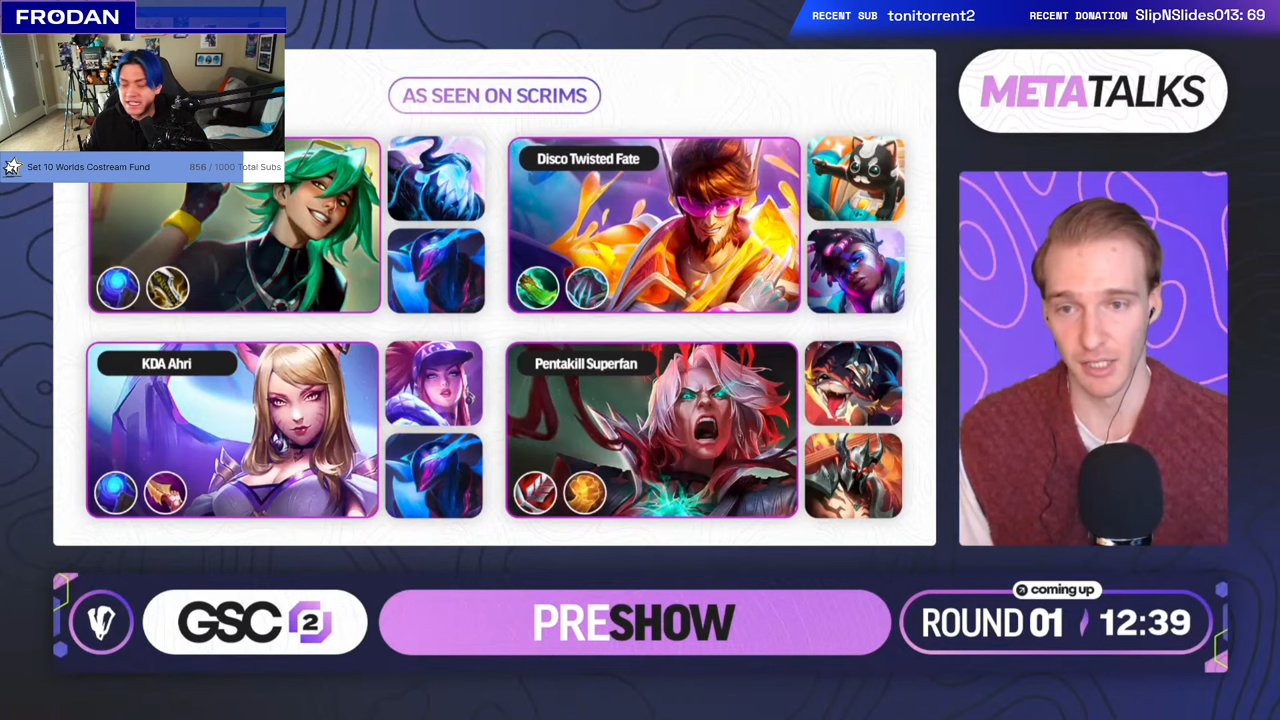 FRODAN
RECENT SUB tonitorrent2
RECENT DONATION SlipNSlides013: 69
Set 10 Worlds Costream Fund 856 / 1000 Total Subs
AS SEEN ON SCRIMS
METATALKS
Disco Twisted Fate
KDA Ahri
Pentakill Superfan
coming up
GSC 2
PRESHOW
ROUND 01 12:39